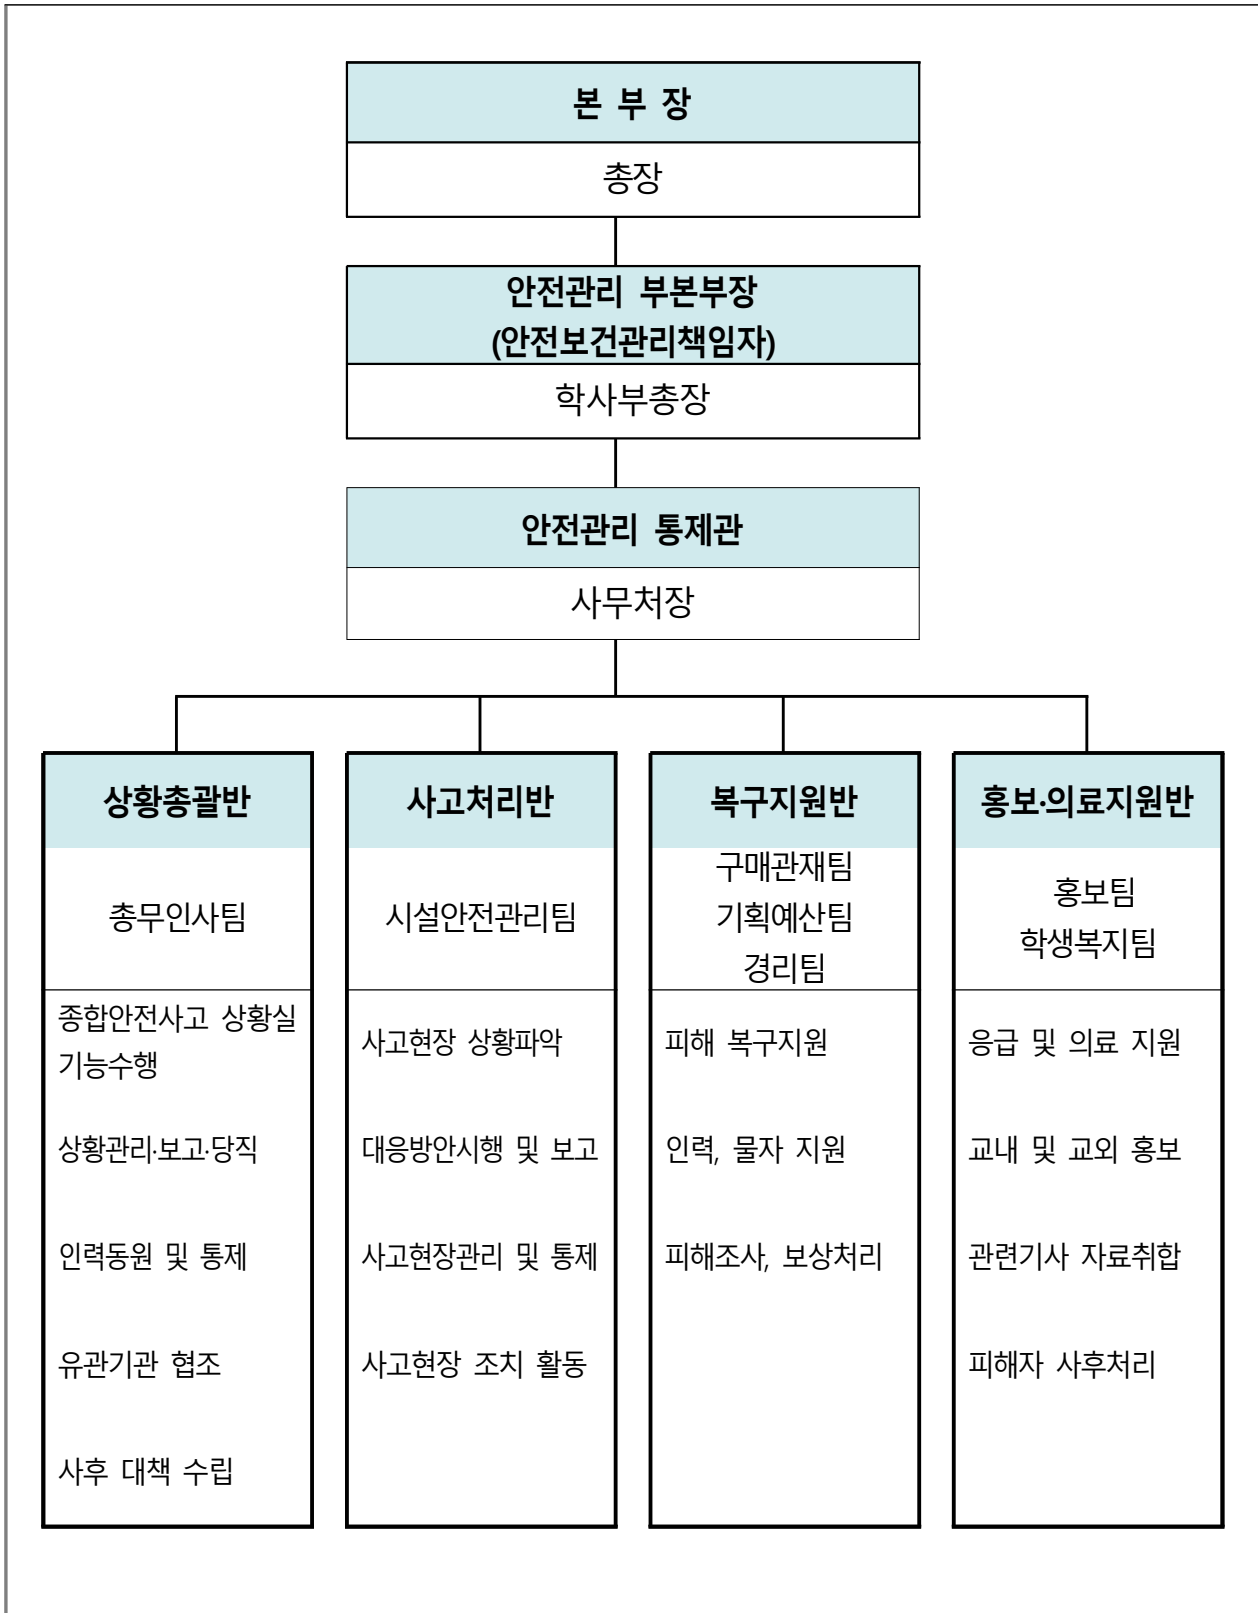 본 부 장
총장
안전관리 부본부장
(안전보건관리책임자)
학사부총장
안전관리 통제관
사무처장
상황총괄반
총무인사팀
종합안전사고 상황실
기능수행
상황관리·보고·당직
인력동원 및 통제
유관기관 협조
사후 대책 수립
사고처리반
시설안전관리팀
사고현장 상황파악
대응방안시행 및 보고
사고현장관리 및 통제
사고현장 조치 활동
복구지원반
구매관재팀
기획예산팀
경리팀
피해 복구지원
인력, 물자 지원
피해조사, 보상처리
홍보·의료지원반
홍보팀
학생복지팀
응급 및 의료 지원
교내 및 교외 홍보
관련기사 자료취합
피해자 사후처리